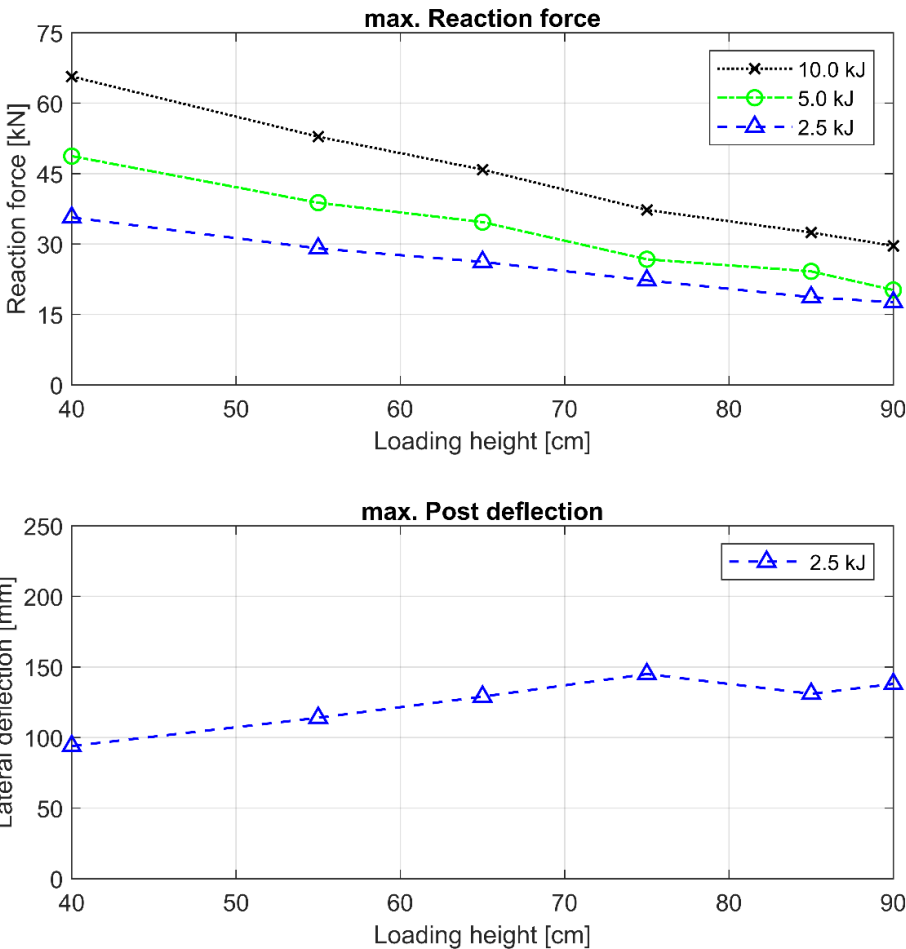 max. Reaction force
Reaction force [kN]
75
60
45
30
15
0
10.0 kJ
5.0 kJ
2.5 kJ
40 50 60 70 80 90
Loading height [cm]
max. Post deflection
Lateral deflection [mm]
250
200
150
100
50
0
2.5 kJ
40 50 60 70 80 90
Loading height [cm]